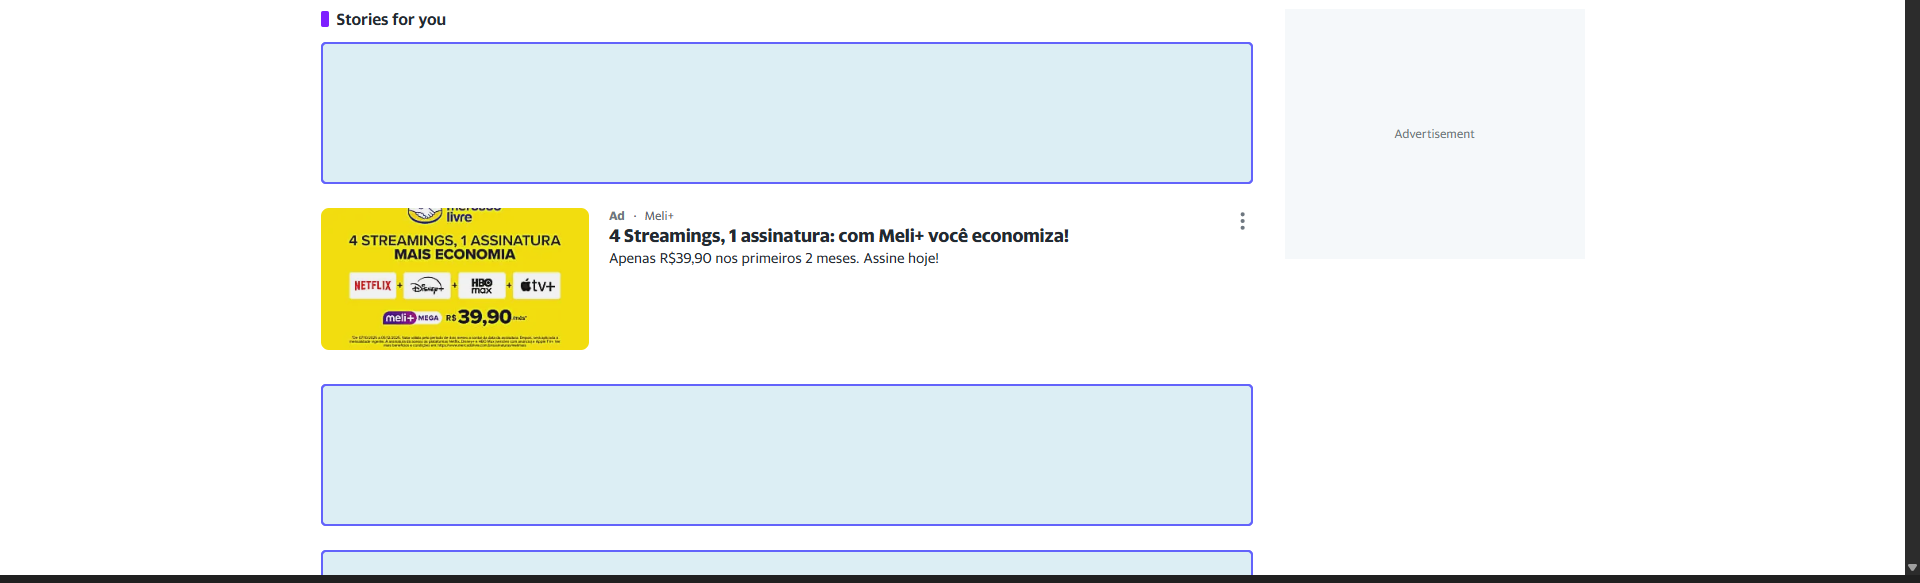 Stories for you
Advertisement
livre
4 STREAMINGS, 1 ASSINATURA
MAIS ECONOMIA
NETFLIX + Disney+ + HBO max + tv+
meli+ MEGA R$ 39,90
Ad · Meli+
4 Streamings, 1 assinatura: com Meli+ você economiza!
Apenas R$39,90 nos primeiros 2 meses. Assine hoje!